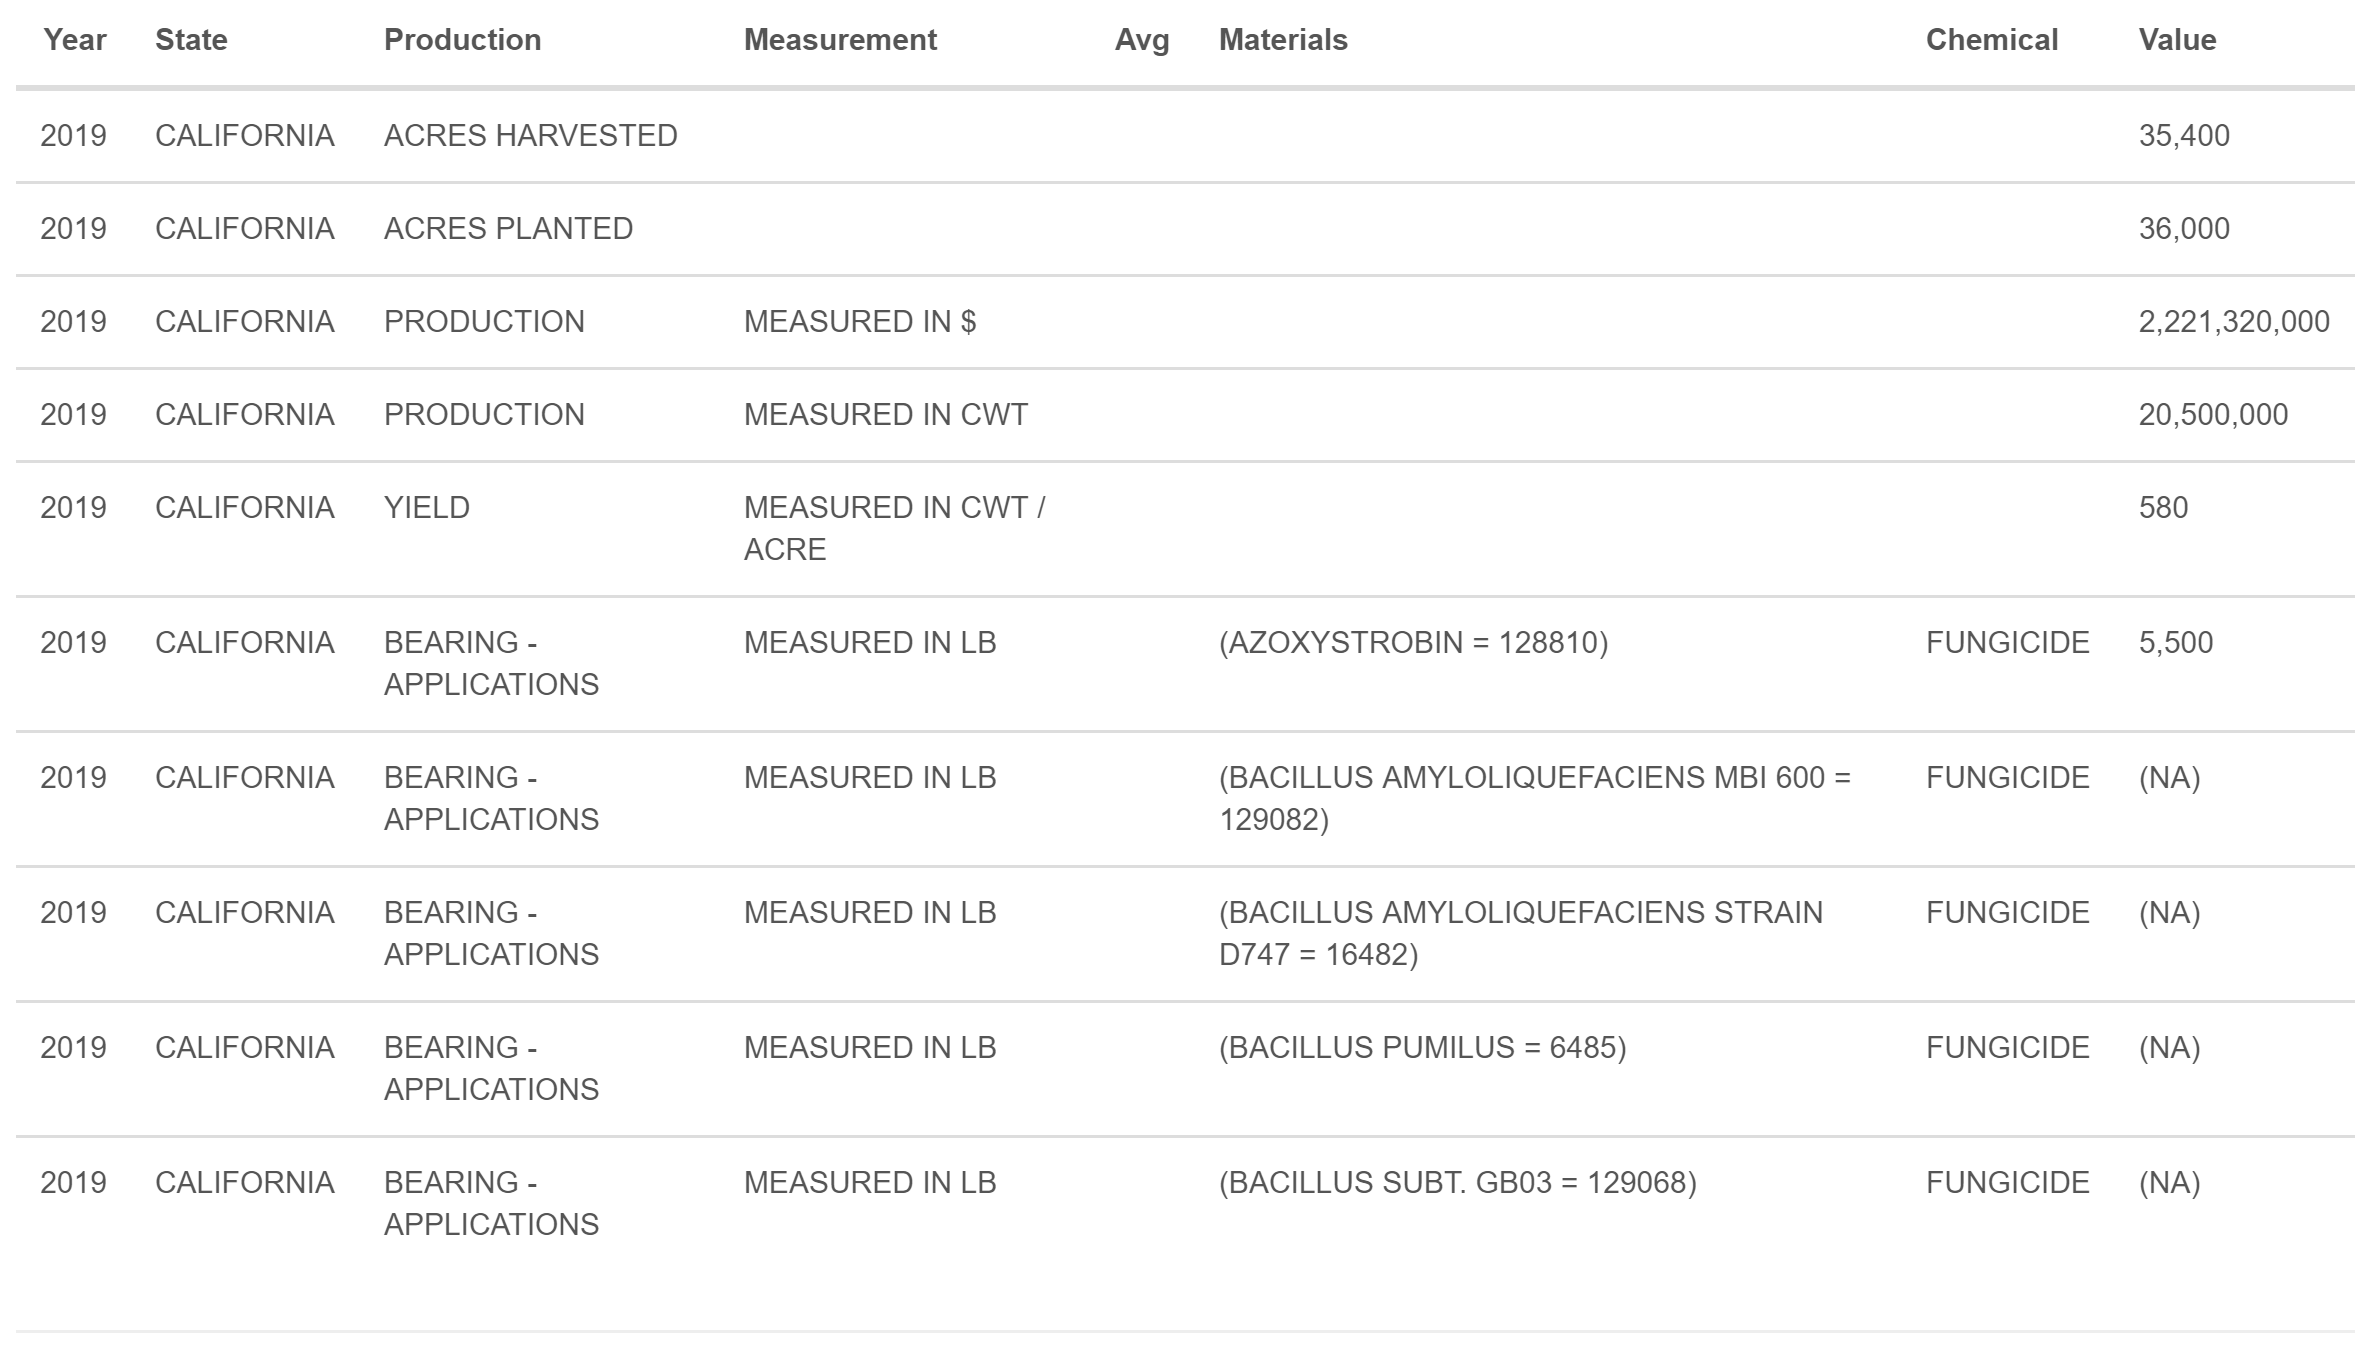 Year State Production Measurement Avg Materials Chemical Value
2019 CALIFORNIA ACRES HARVESTED 35,400
2019 CALIFORNIA ACRES PLANTED 36,000
2019 CALIFORNIA PRODUCTION MEASURED IN $ 2,221,320,000
2019 CALIFORNIA PRODUCTION MEASURED IN CWT 20,500,000
2019 CALIFORNIA YIELD MEASURED IN CWT / 580
ACRE
2019 CALIFORNIA BEARING - MEASURED IN LB (AZOXYSTROBIN = 128810) FUNGICIDE 5,500
APPLICATIONS
2019 CALIFORNIA BEARING - MEASURED IN LB (BACILLUS AMYLOLIQUEFACIENS MBI 600 = FUNGICIDE (NA)
APPLICATIONS 129082)
2019 CALIFORNIA BEARING - MEASURED IN LB (BACILLUS AMYLOLIQUEFACIENS STRAIN FUNGICIDE (NA)
APPLICATIONS D747 = 16482)
2019 CALIFORNIA BEARING - MEASURED IN LB (BACILLUS PUMILUS = 6485) FUNGICIDE (NA)
APPLICATIONS
2019 CALIFORNIA BEARING - MEASURED IN LB (BACILLUS SUBT. GB03 = 129068) FUNGICIDE (NA)
APPLICATIONS